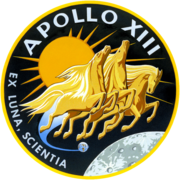 APOLLO XIII
EX LUNA, SCIENTIA